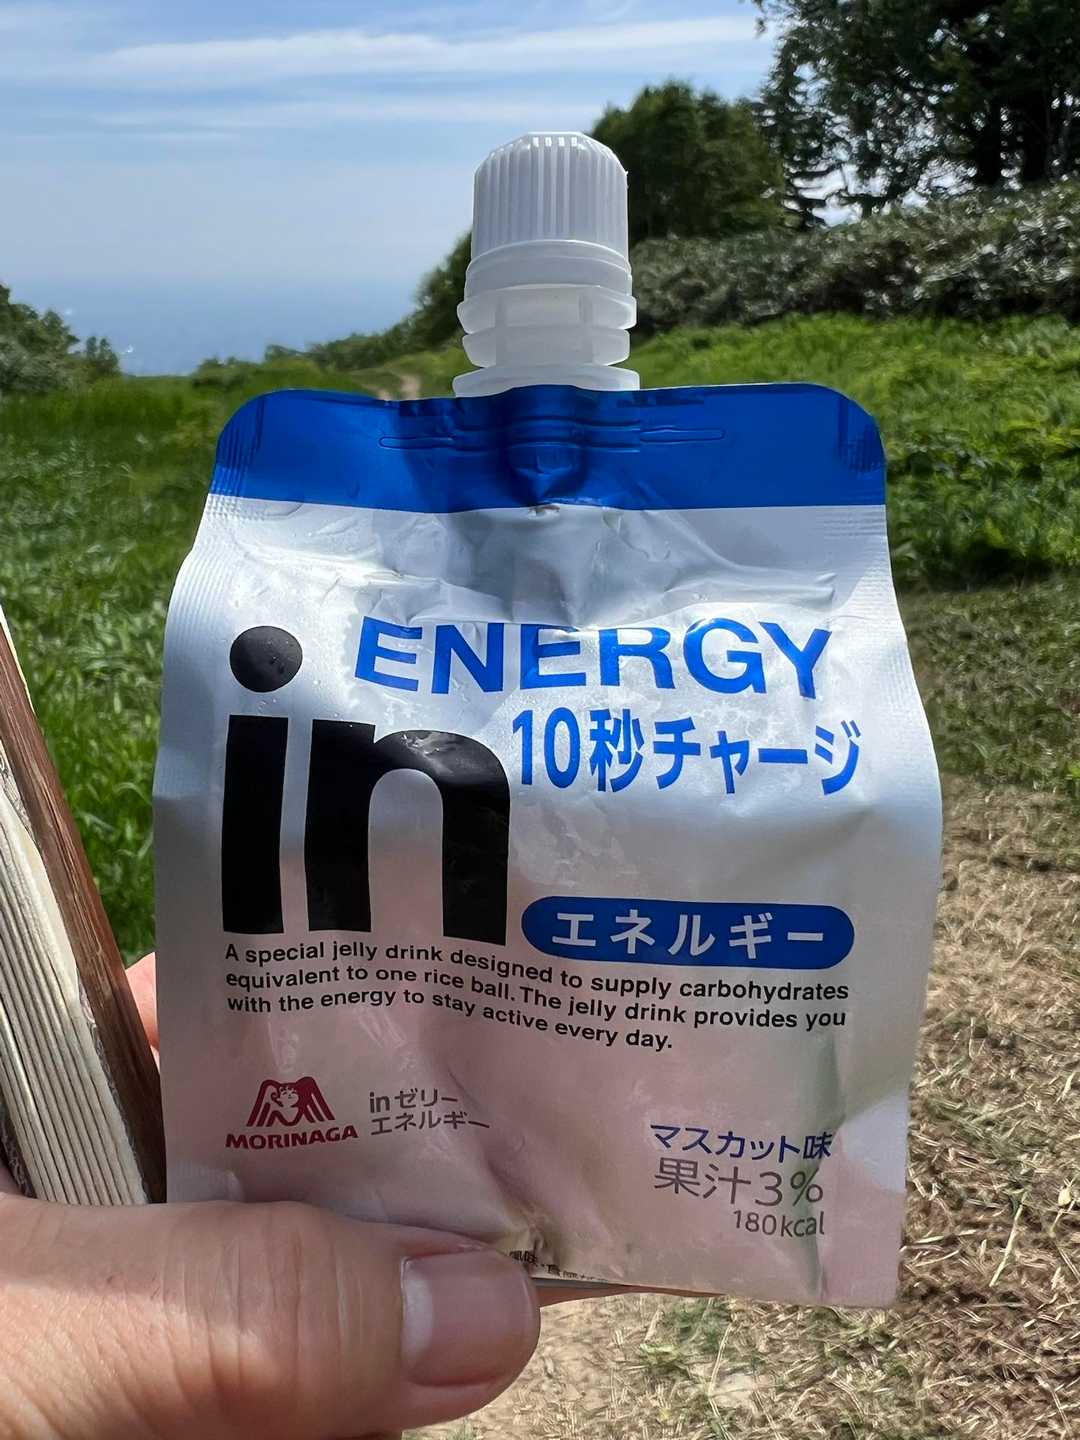 ENERGY
in
10秒チャージ
エネルギー
A special jelly drink designed to supply carbohydrates
equivalent to one rice ball. The jelly drink provides you
with the energy to stay active every day.
MORINAGA
inゼリー
エネルギー
マスカット味
果汁3%
180kcal